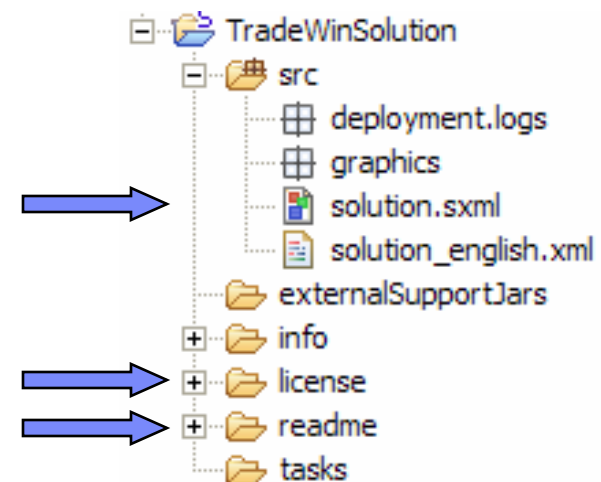 TradeWinSolution
src
deployment.logs
graphics
solution.sxml
solution_english.xml
externalSupportJars
info
license
readme
tasks